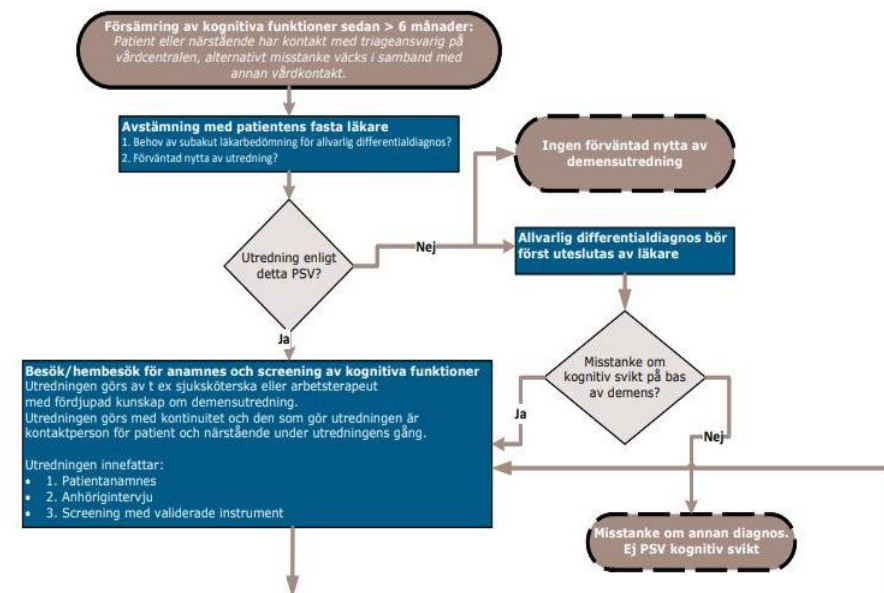 Försämring av kognitiva funktioner sedan > 6 månader:
Patient eller närstående har kontakt med triageansvarig på
vårdcentralen, alternativt misstanke väcks i samband med
annan vårdkontakt.
Avstämning med patientens fasta läkare
1. Behov av subakut läkarbedömning för allvarlig differentialdiagnos?
2. Förväntad nytta av utredning?
Ingen förväntad nytta av
demensutredning
Utredning enligt
detta PSV?
Nej
Allvarlig differentialdiagnos bör
först uteslutas av läkare
Ja
Misstanke om
kognitiv svikt på bas
av demens?
Ja
Nej
Besök/hembesök för anamnes och screening av kognitiva funktioner
Utredningen görs av t ex sjuksköterska eller arbetsterapeut
med fördjupad kunskap om demensutredning.
Utredningen görs med kontinuitet och den som gör utredningen är
kontaktperson för patient och närstående under utredningens gång.
Utredningen innefattar:
• 1. Patientanamnes
• 2. Anhörigintervju
• 3. Screening med validerade instrument
Misstanke om annan diagnos.
Ej PSV kognitiv svikt